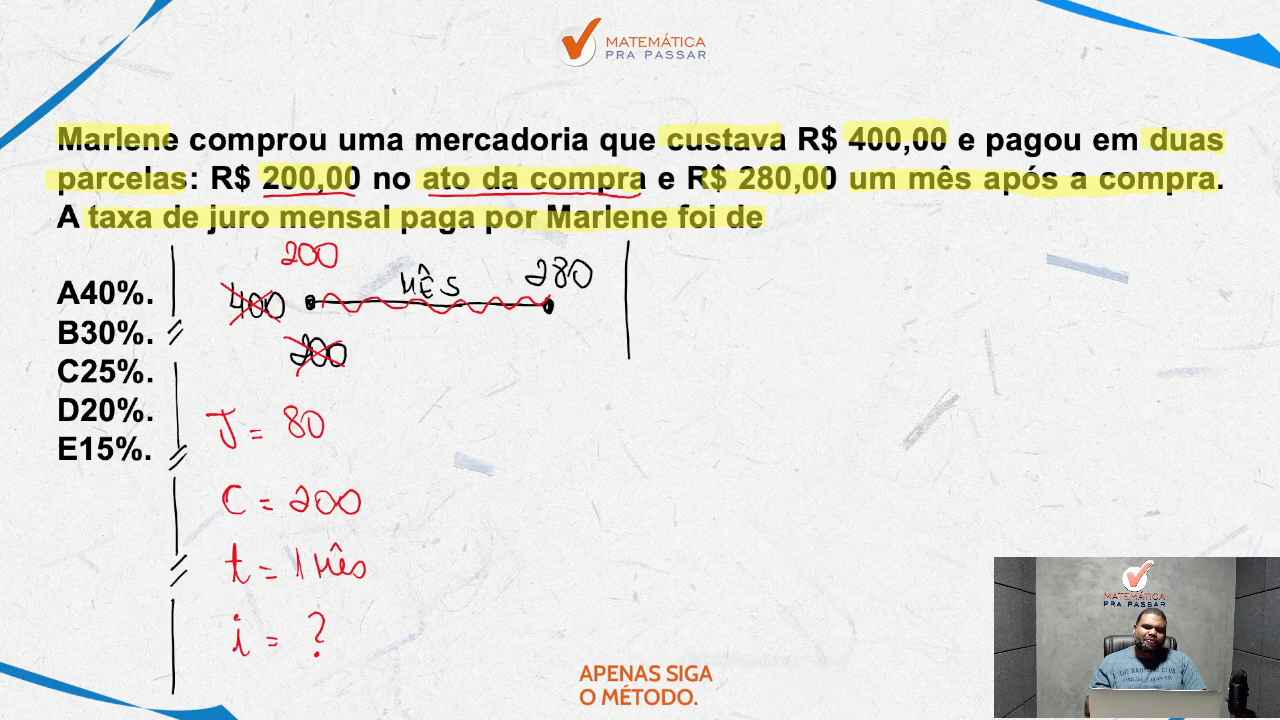 MATEMÁTICA
PRA PASSAR
Marlene comprou uma mercadoria que custava R$ 400,00 e pagou em duas
parcelas: R$ 200,00 no ato da compra e R$ 280,00 um mês após a compra.
A taxa de juro mensal paga por Marlene foi de
200
MÊS
280
A40%.
400
B30%.
200
C25%.
D20%.
J = 80
E15%.
C = 200
t = 1 Mês
i = ?
MATEMÁTICA
PRA PASSAR
APENAS SIGA
O MÉTODO.